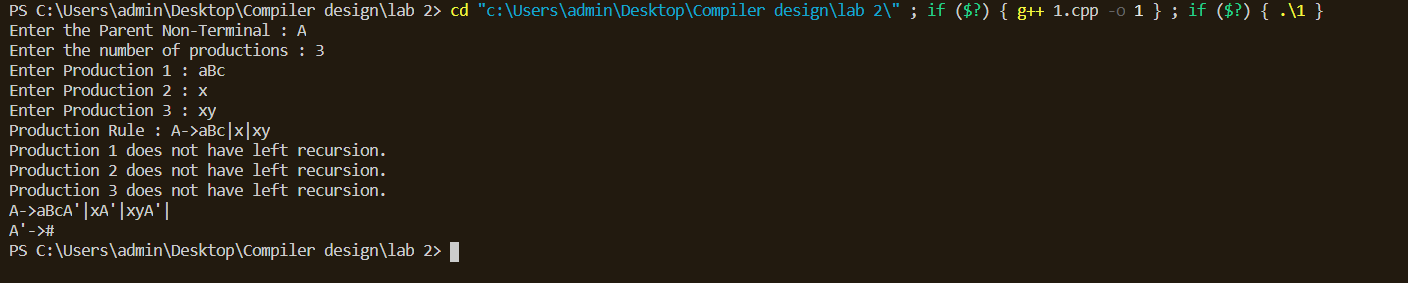 PS C:\Users\admin\Desktop\Compiler design\lab 2> cd "c:\Users\admin\Desktop\Compiler design\lab 2\" ; if ($?) { g++ 1.cpp -o 1 } ; if ($?) { .\1 }
Enter the Parent Non-Terminal : A
Enter the number of productions : 3
Enter Production 1 : aBc
Enter Production 2 : x
Enter Production 3 : xy
Production Rule : A->aBc|x|xy
Production 1 does not have left recursion.
Production 2 does not have left recursion.
Production 3 does not have left recursion.
A->aBcA'|xA'|xyA'|
A'->#
PS C:\Users\admin\Desktop\Compiler design\lab 2>